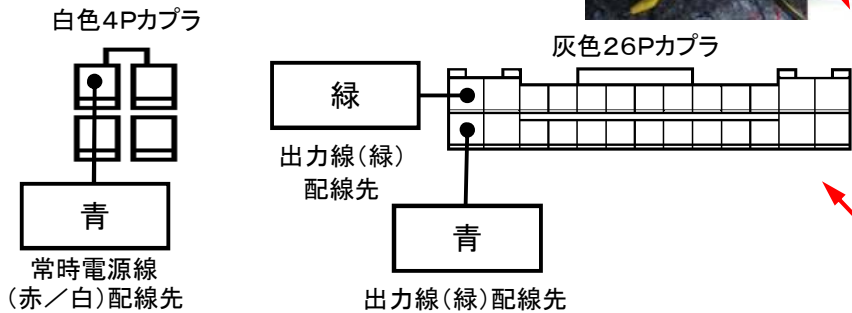 白色4Pカプラ
灰色26Pカプラ
緑
出力線(緑)
配線先
青
常時電源線
(赤／白)配線先
青
出力線(緑)配線先